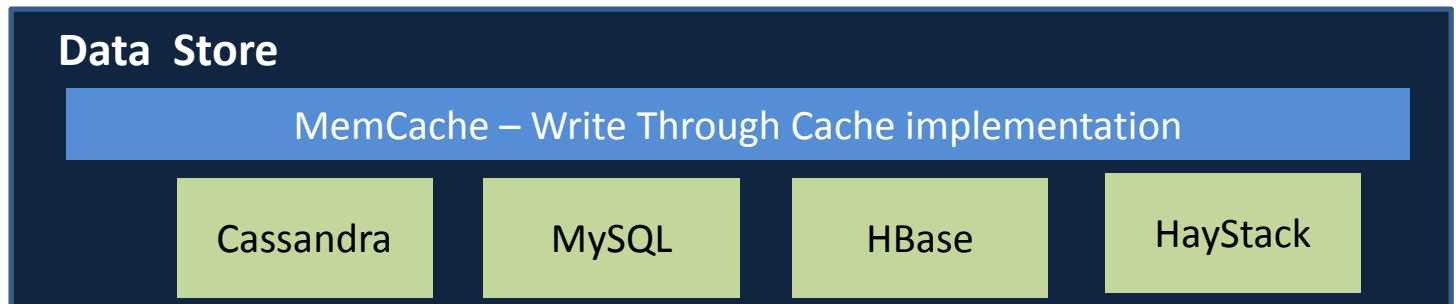 Data Store
MemCache – Write Through Cache implementation
Cassandra
MySQL
HBase
HayStack